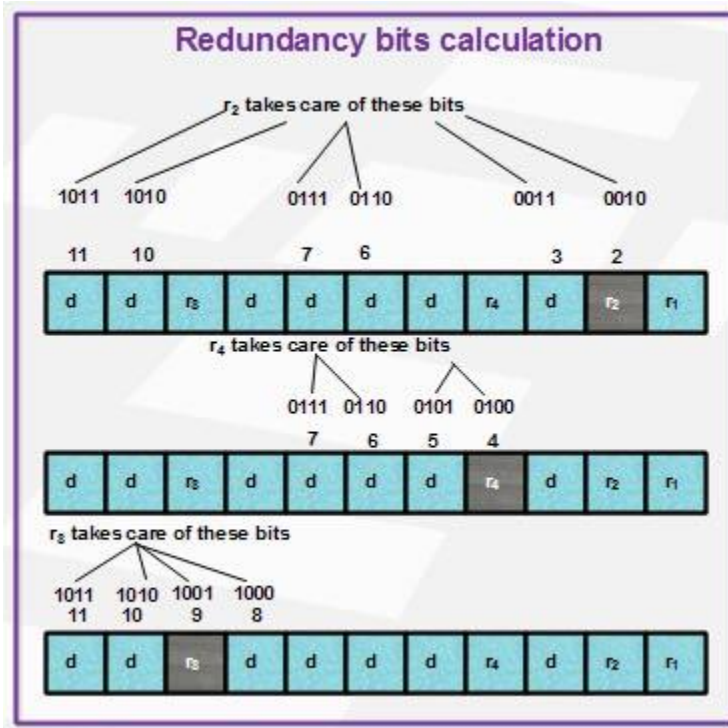 Redundancy bits calculation
r₂ takes care of these bits
1011 1010 0111 0110 0011 0010
11 10 7 6 3 2
d d r₈ d d d d r₄ d r₂ r₁
r₄ takes care of these bits
0111 0110 0101 0100
7 6 5 4
d d r₈ d d d d r₄ d r₂ r₁
r₈ takes care of these bits
1011 1010 1001 1000
11 10 9 8
d d r₈ d d d d r₄ d r₂ r₁